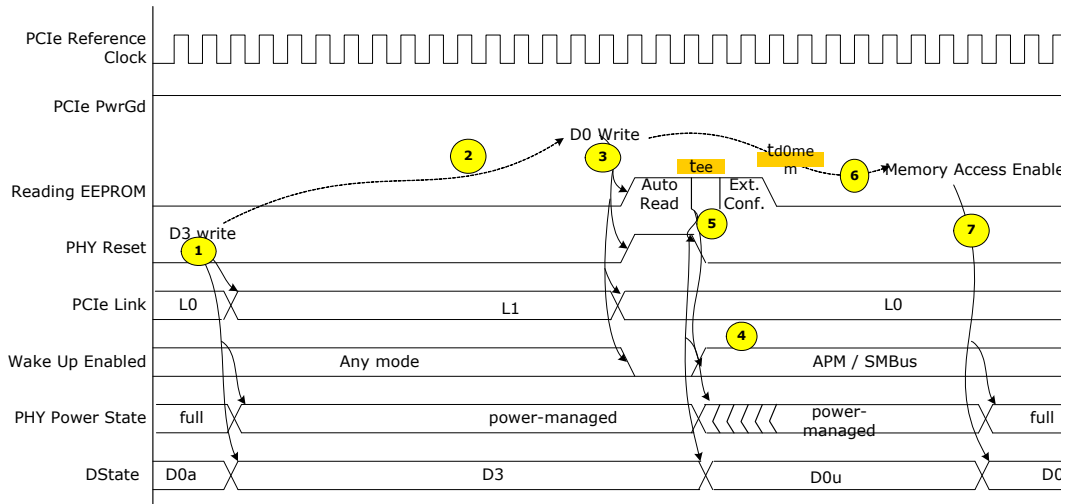 PCIe Reference
Clock
PCIe PwrGd
D0 Write
2
3
td0me
m
tee
6
Memory Access Enable
Reading EEPROM
Auto
Read
Ext.
Conf.
5
D3 write
1
7
PHY Reset
PCIe Link
L0
L1
L0
4
Wake Up Enabled
Any mode
APM / SMBus
PHY Power State
full
power-managed
power-
managed
full
DState
D0a
D3
D0u
D0